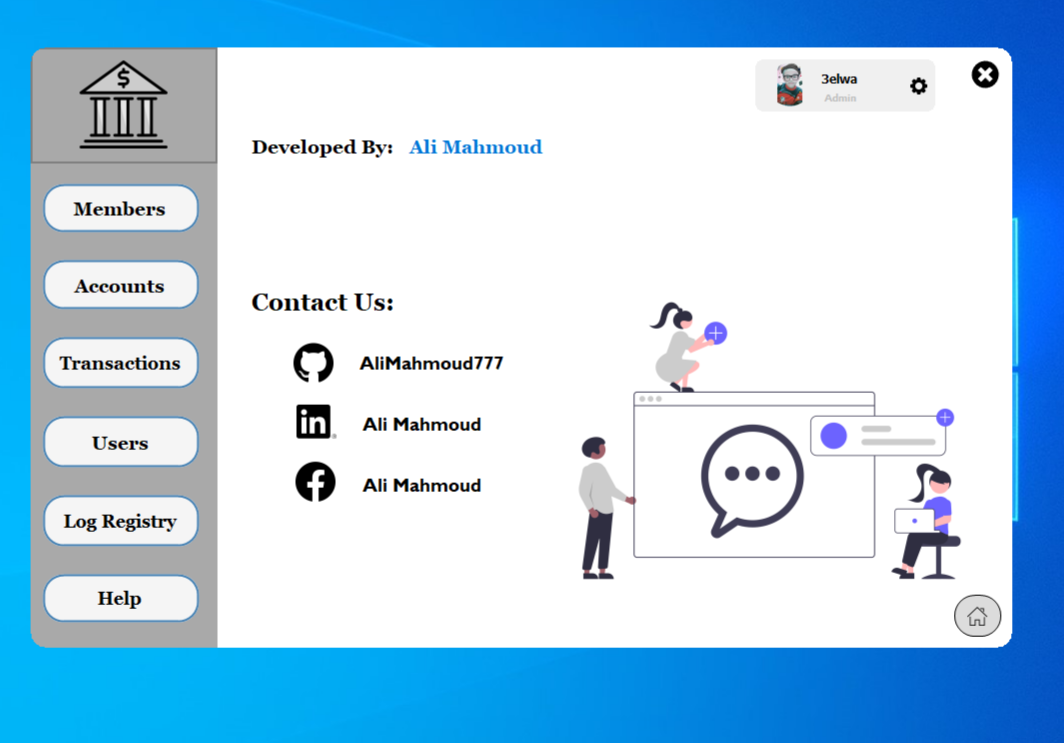 $
3elwa
Admin
Developed By: Ali Mahmoud
Members
Accounts
Transactions
Users
Log Registry
Help
Contact Us:
AliMahmoud777
in
Ali Mahmoud
Ali Mahmoud